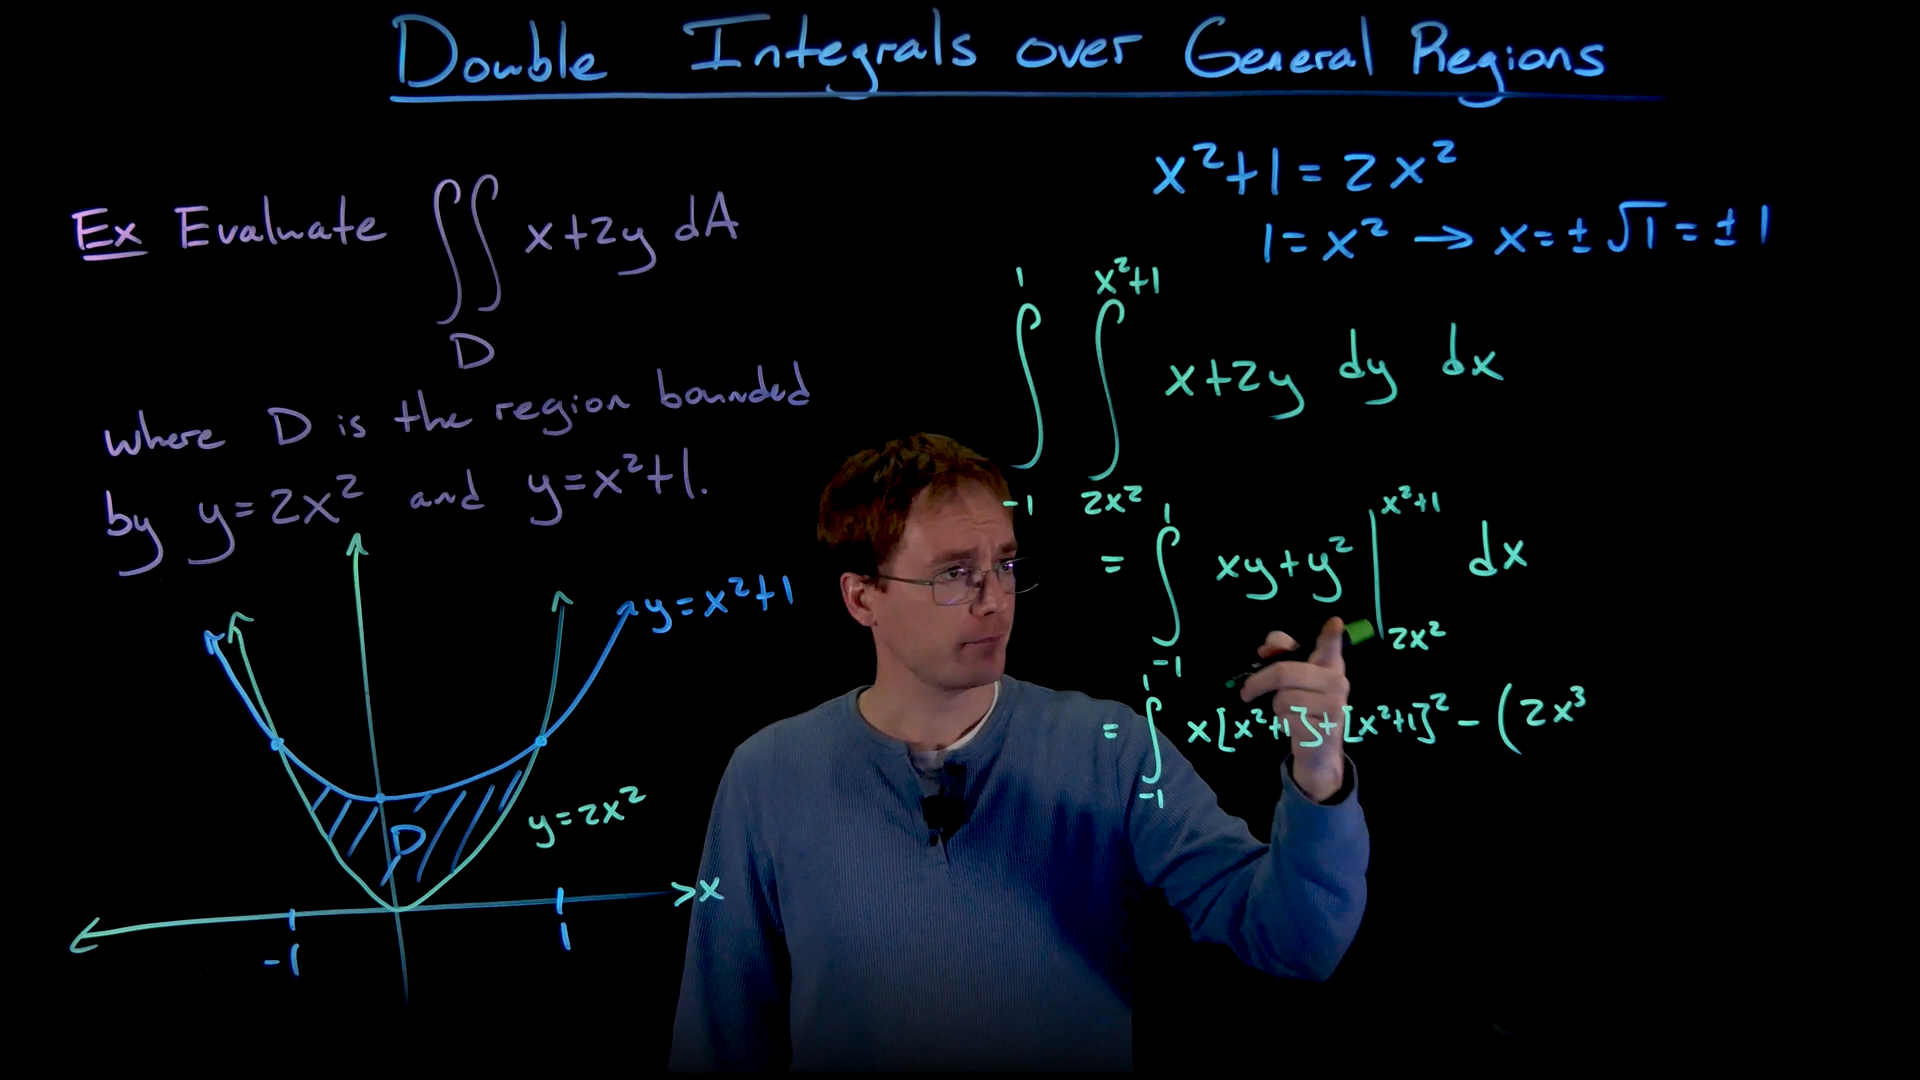 Double Integrals over General Regions
Ex Evaluate ∬ x+2y dA
D
where D is the region bounded
by y=2x² and y=x²+1.
y=x²+1
D
y=2x²
x
-1 1
x²+1=2x²
1=x² → x=±√1=±1
1 x²+1
∫ ∫ x+2y dy dx
-1 2x²
1 x²+1
= ∫ xy+y² | dx
-1 2x²
1
= ∫ x[x²+1]+[x²+1]² - (2x³
-1